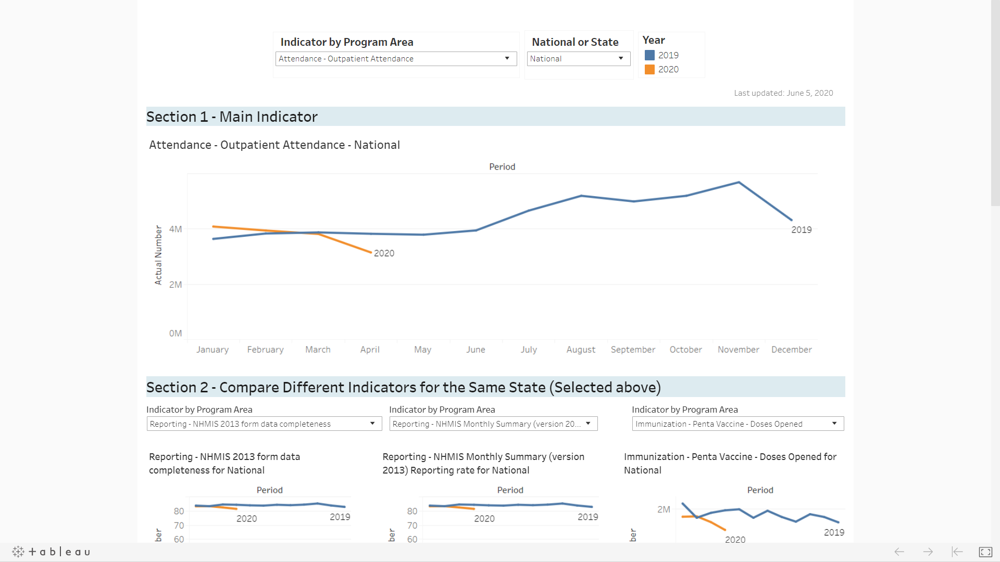 Indicator by Program Area
Attendance - Outpatient Attendance
National or State
National
Year
2019
2020
Last updated: June 5, 2020
Section 1 - Main Indicator
Attendance - Outpatient Attendance - National
Period
Actual Number
4M
2M
0M
2019
2020
January February March April May June July August September October November December
Section 2 - Compare Different Indicators for the Same State (Selected above)
Indicator by Program Area
Reporting - NHMIS 2013 form data completeness
Indicator by Program Area
Reporting - NHMIS Monthly Summary (version 20...
Indicator by Program Area
Immunization - Penta Vaccine - Doses Opened
Reporting - NHMIS 2013 form data
completeness for National
Period
80
70
60
ber
2020
2019
Reporting - NHMIS Monthly Summary (version
2013) Reporting rate for National
Period
80
70
60
ber
2020
2019
Immunization - Penta Vaccine - Doses Opened for
National
Period
2M
ber
2019
2020
+ableau